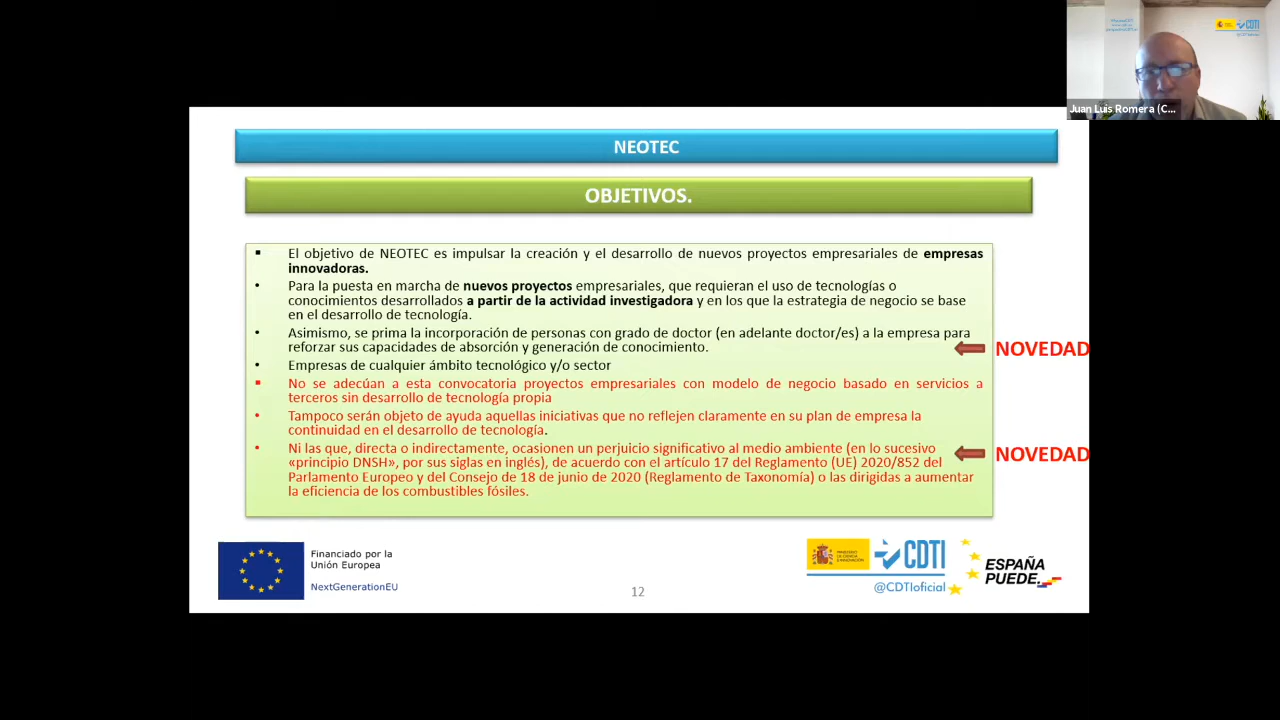 CDTI
Juan Luis Romera (C...
NEOTEC
OBJETIVOS.
▪ El objetivo de NEOTEC es impulsar la creación y el desarrollo de nuevos proyectos empresariales de empresas
innovadoras.
• Para la puesta en marcha de nuevos proyectos empresariales, que requieran el uso de tecnologías o
conocimientos desarrollados a partir de la actividad investigadora y en los que la estrategia de negocio se base
en el desarrollo de tecnología.
• Asimismo, se prima la incorporación de personas con grado de doctor (en adelante doctor/es) a la empresa para
reforzar sus capacidades de absorción y generación de conocimiento.
NOVEDAD
• Empresas de cualquier ámbito tecnológico y/o sector
▪ No se adecúan a esta convocatoria proyectos empresariales con modelo de negocio basado en servicios a
terceros sin desarrollo de tecnología propia
• Tampoco serán objeto de ayuda aquellas iniciativas que no reflejen claramente en su plan de empresa la
continuidad en el desarrollo de tecnología.
• Ni las que, directa o indirectamente, ocasionen un perjuicio significativo al medio ambiente (en lo sucesivo
«principio DNSH», por sus siglas en inglés), de acuerdo con el artículo 17 del Reglamento (UE) 2020/852 del
Parlamento Europeo y del Consejo de 18 de junio de 2020 (Reglamento de Taxonomía) o las dirigidas a aumentar
la eficiencia de los combustibles fósiles.
NOVEDAD
Financiado por la
Unión Europea
NextGenerationEU
12
CDTI
@CDTIoficial
ESPAÑA
PUEDE.